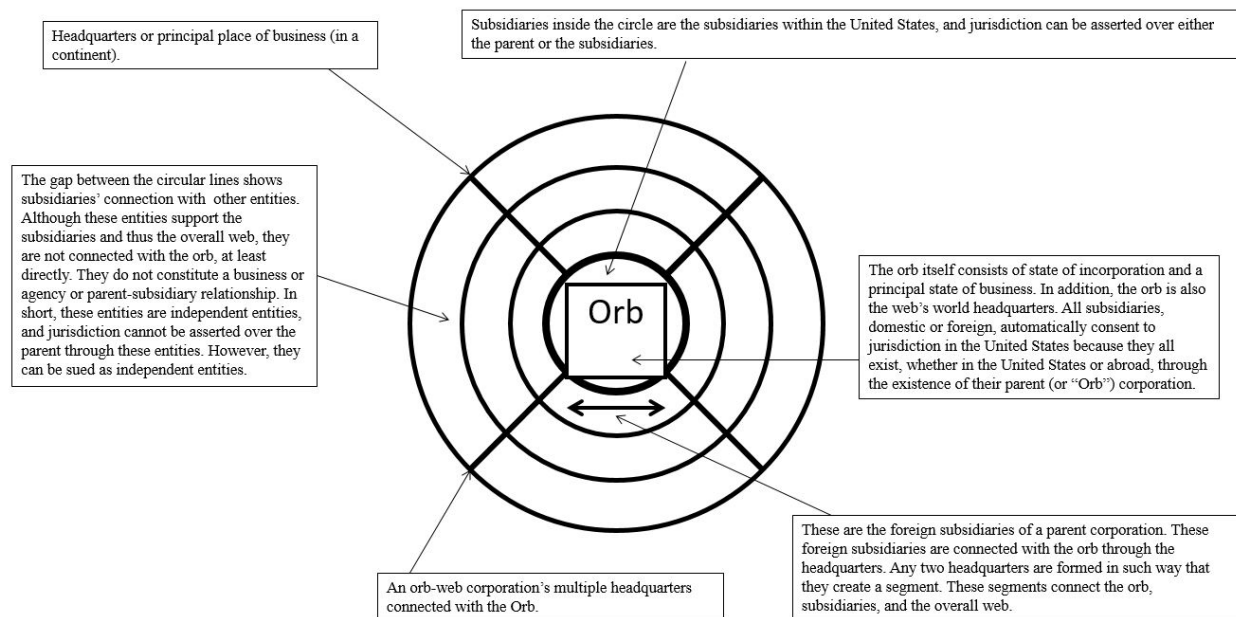 Headquarters or principal place of business (in a
continent).
Subsidiaries inside the circle are the subsidiaries within the United States, and jurisdiction can be asserted over either
the parent or the subsidiaries.
The gap between the circular lines shows
subsidiaries’ connection with other entities.
Although these entities support the
subsidiaries and thus the overall web, they
are not connected with the orb, at least
directly. They do not constitute a business or
agency or parent-subsidiary relationship. In
short, these entities are independent entities,
and jurisdiction cannot be asserted over the
parent through these entities. However, they
can be sued as independent entities.
Orb
The orb itself consists of state of incorporation and a
principal state of business. In addition, the orb is also
the web’s world headquarters. All subsidiaries,
domestic or foreign, automatically consent to
jurisdiction in the United States because they all
exist, whether in the United States or abroad, through
the existence of their parent (or “Orb”) corporation.
An orb-web corporation’s multiple headquarters
connected with the Orb.
These are the foreign subsidiaries of a parent corporation. These
foreign subsidiaries are connected with the orb through the
headquarters. Any two headquarters are formed in such way that
they create a segment. These segments connect the orb,
subsidiaries, and the overall web.